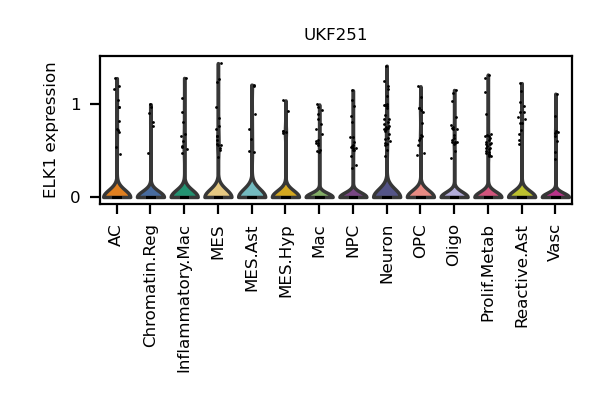 UKF251
ELK1 expression
1
0
AC
Chromatin.Reg
Inflammatory.Mac
MES
MES.Ast
MES.Hyp
Mac
NPC
Neuron
OPC
Oligo
Prolif.Metab
Reactive.Ast
Vasc